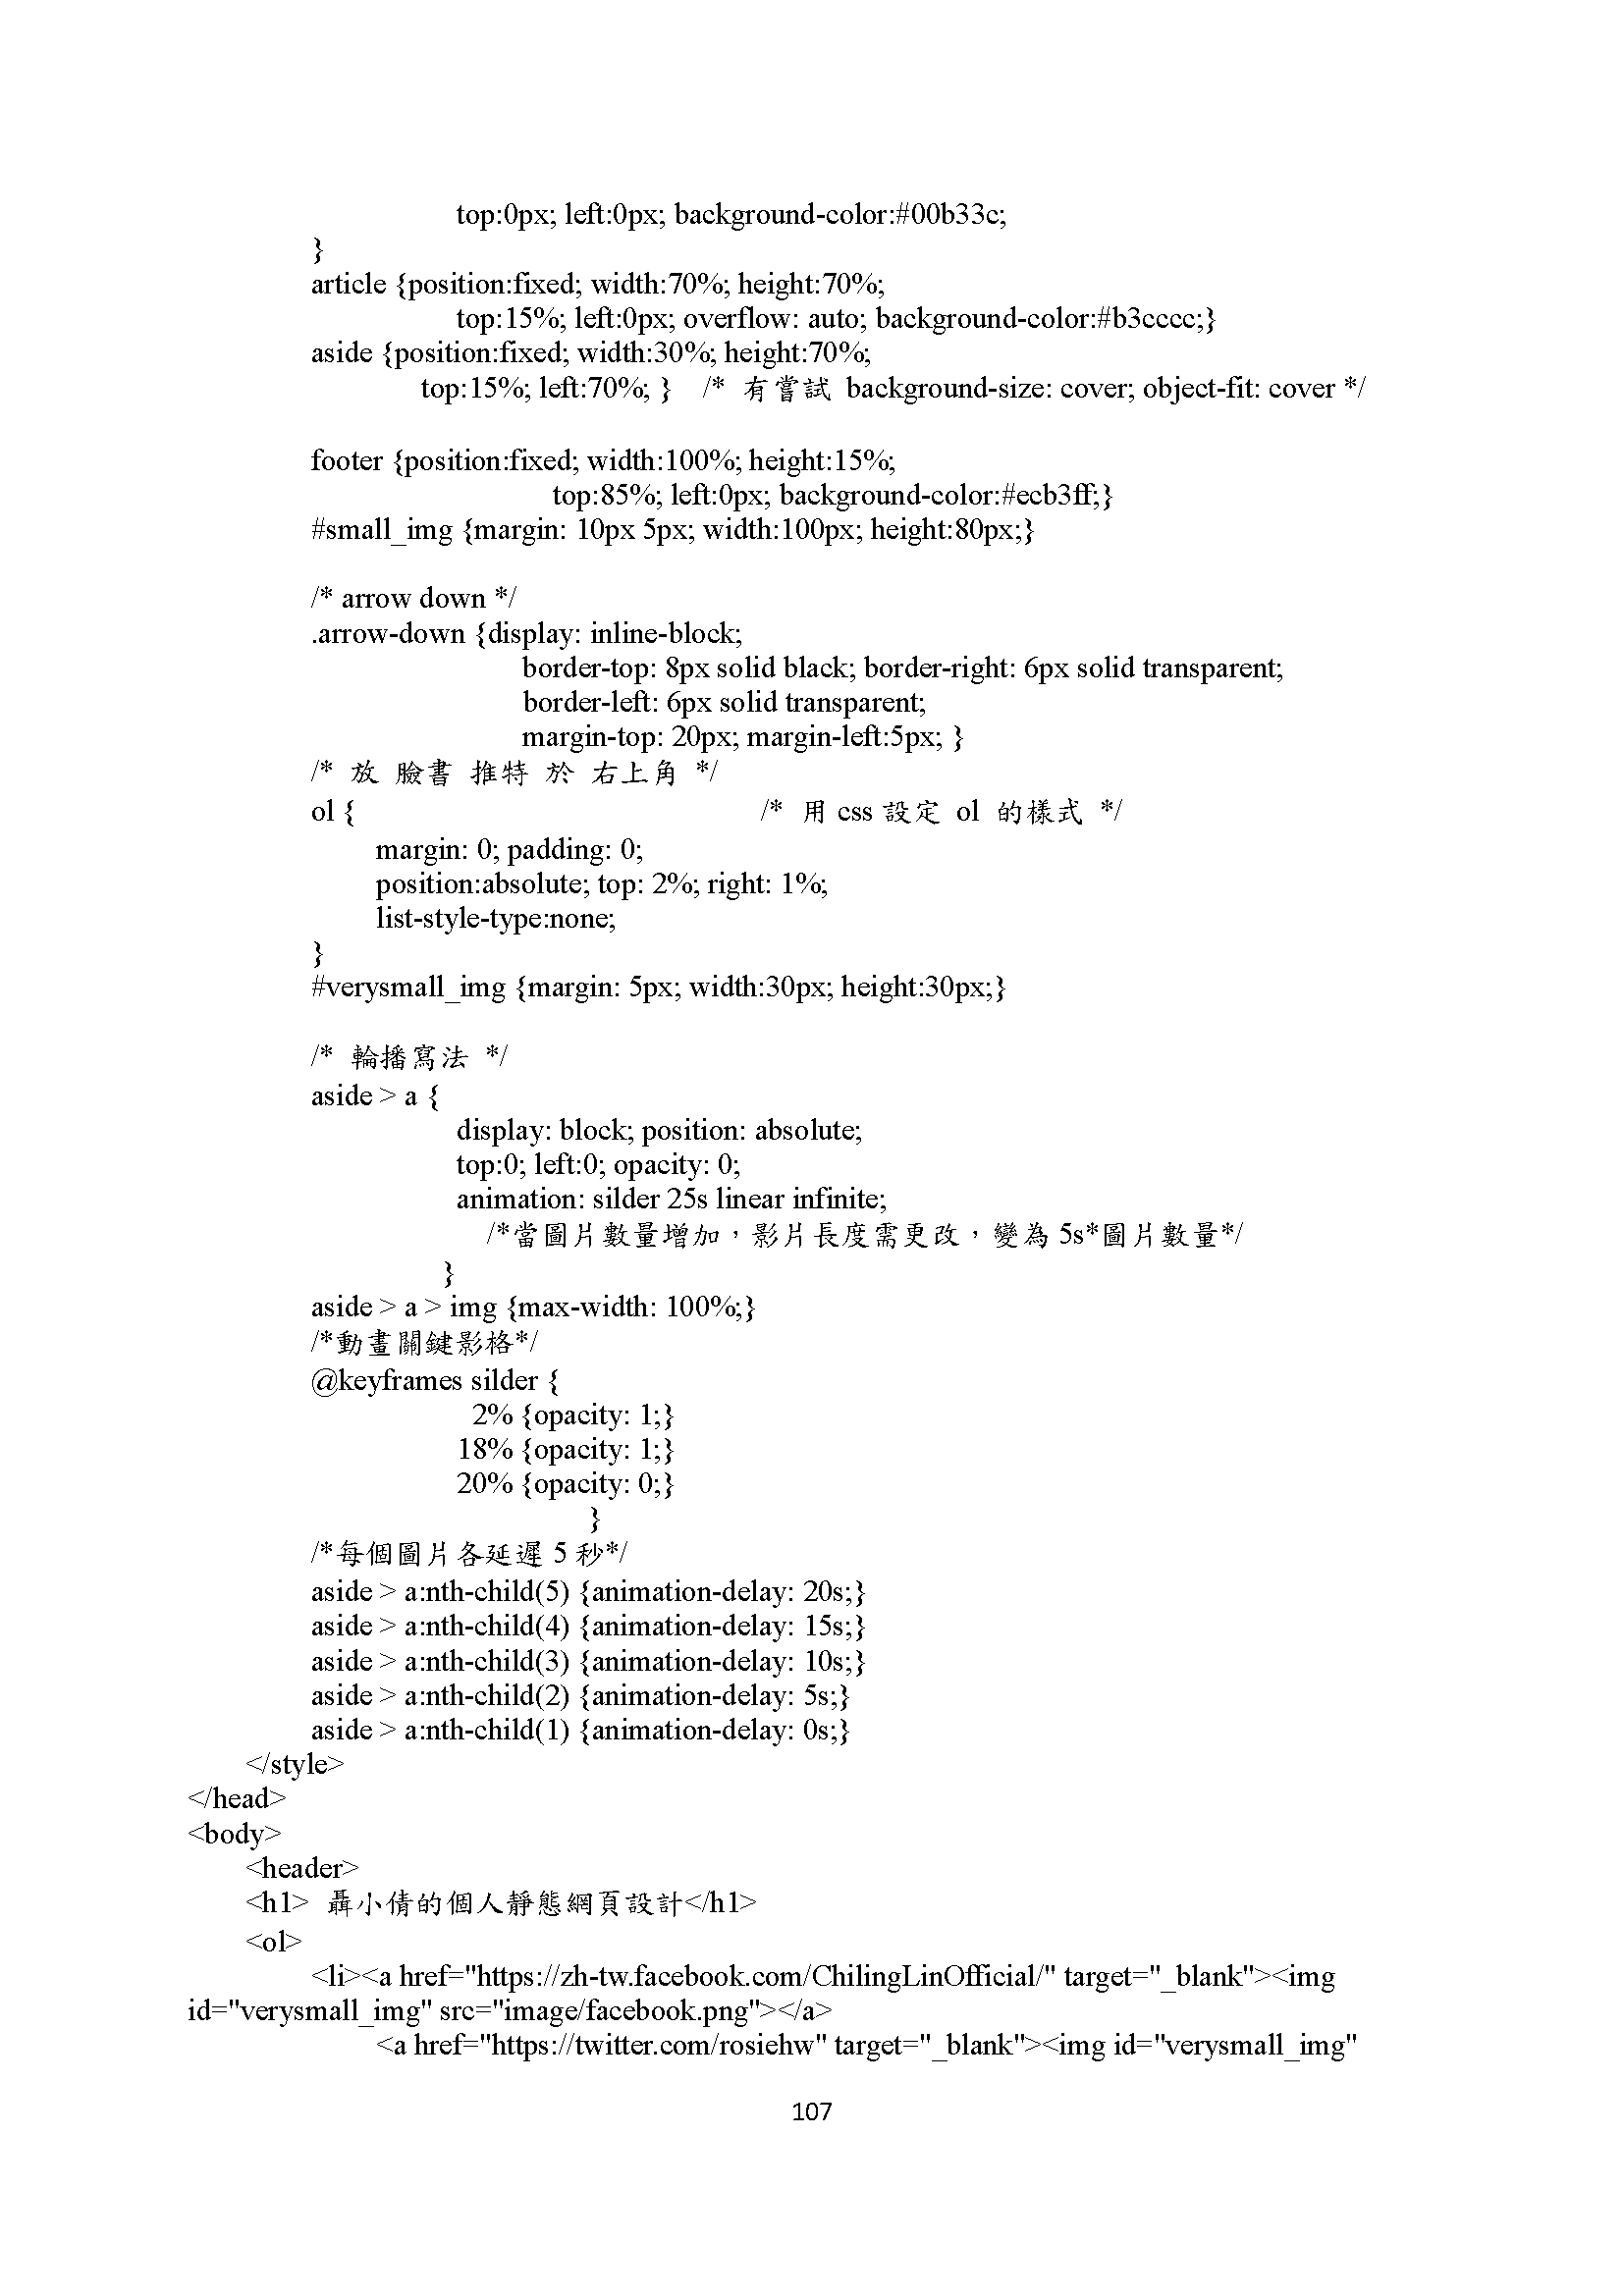 top:0px; left:0px; background-color:#00b33c;
}
article {position:fixed; width:70%; height:70%;
top:15%; left:0px; overflow: auto; background-color:#b3cccc;}
aside {position:fixed; width:30%; height:70%;
top:15%; left:70%; } /* 有嘗試 background-size: cover; object-fit: cover */
footer {position:fixed; width:100%; height:15%;
top:85%; left:0px; background-color:#ecb3ff;}
#small_img {margin: 10px 5px; width:100px; height:80px;}
/* arrow down */
.arrow-down {display: inline-block;
border-top: 8px solid black; border-right: 6px solid transparent;
border-left: 6px solid transparent;
margin-top: 20px; margin-left:5px; }
/* 放 臉書 推特 於 右上角 */
ol { /* 用 css 設定 ol 的樣式 */
margin: 0; padding: 0;
position:absolute; top: 2%; right: 1%;
list-style-type:none;
}
#verysmall_img {margin: 5px; width:30px; height:30px;}
/* 輪播寫法 */
aside > a {
display: block; position: absolute;
top:0; left:0; opacity: 0;
animation: silder 25s linear infinite;
/*當圖片數量增加，影片長度需更改，變為 5s*圖片數量*/
}
aside > a > img {max-width: 100%;}
/*動畫關鍵影格*/
@keyframes silder {
2% {opacity: 1;}
18% {opacity: 1;}
20% {opacity: 0;}
}
/*每個圖片各延遲 5 秒*/
aside > a:nth-child(5) {animation-delay: 20s;}
aside > a:nth-child(4) {animation-delay: 15s;}
aside > a:nth-child(3) {animation-delay: 10s;}
aside > a:nth-child(2) {animation-delay: 5s;}
aside > a:nth-child(1) {animation-delay: 0s;}
</style>
</head>
<body>
<header>
<h1> 聶小倩的個人靜態網頁設計</h1>
<ol>
<li><a href="https://zh-tw.facebook.com/ChilingLinOfficial/" target="_blank"><img
id="verysmall_img" src="image/facebook.png"></a>
<a href="https://twitter.com/rosiehw" target="_blank"><img id="verysmall_img"
107